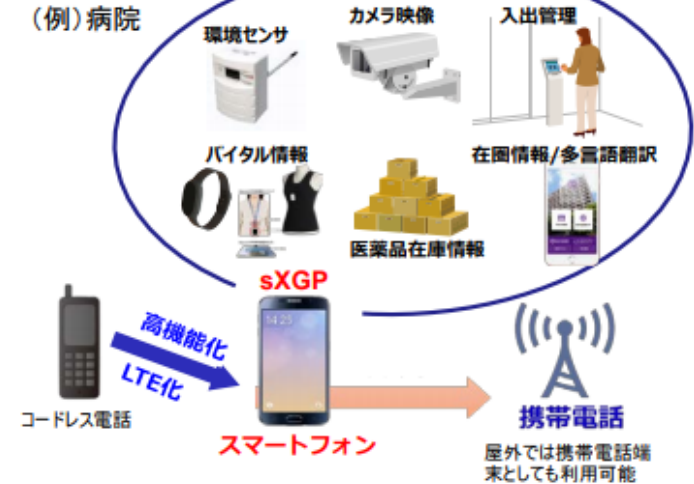 （例）病院
環境センサ
カメラ映像
入出管理
バイタル情報
医薬品在庫情報
在圏情報/多言語翻訳
sXGP
14:25
高機能化
LTE化
コードレス電話
スマートフォン
携帯電話
屋外では携帯電話端
末としても利用可能